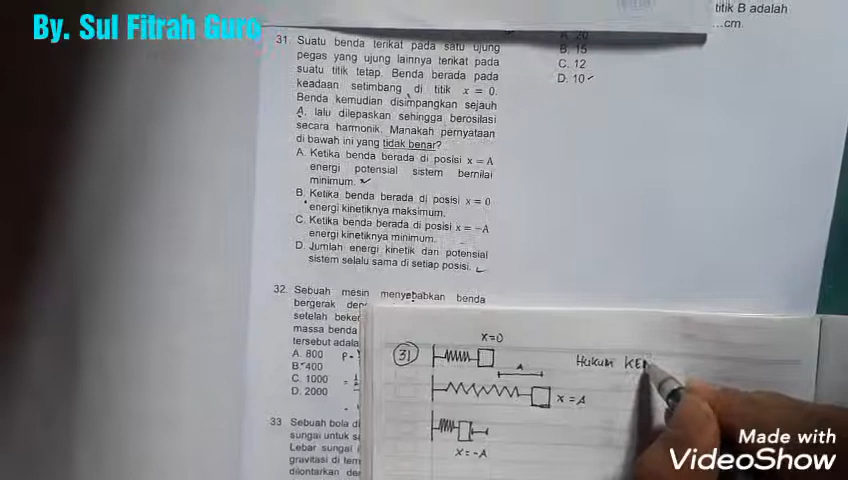 By. Sul Fitrah Guro
titik B adalah
...cm.
A. 20
B. 15
C. 12
D. 10
31. Suatu benda terikat pada satu ujung
pegas yang ujung lainnya terikat pada
suatu titik tetap. Benda berada pada
keadaan setimbang di titik x = 0.
Benda kemudian disimpangkan sejauh
A. lalu dilepaskan sehingga berosilasi
secara harmonik. Manakah pernyataan
di bawah ini yang tidak benar?
A. Ketika benda berada di posisi x = A
energi potensial sistem bernilai
minimum.
B. Ketika benda berada di posisi x = 0
energi kinetiknya maksimum.
C. Ketika benda berada di posisi x = -A
energi kinetiknya minimum.
D. Jumlah energi kinetik dan potensial
sistem selalu sama di setiap posisi.
32. Sebuah mesin menyebabkan benda
bergerak
setelah
massa benda
tersebut
A. 800
B. 400
C. 1000
D. 2000
P =
33 Sebuah bola
sungai untuk
Lebar sungai
gravitasi di
dilontarkan
31
x=0
A
x = A
x = -A
Hukum KE
Made with
VideoShow